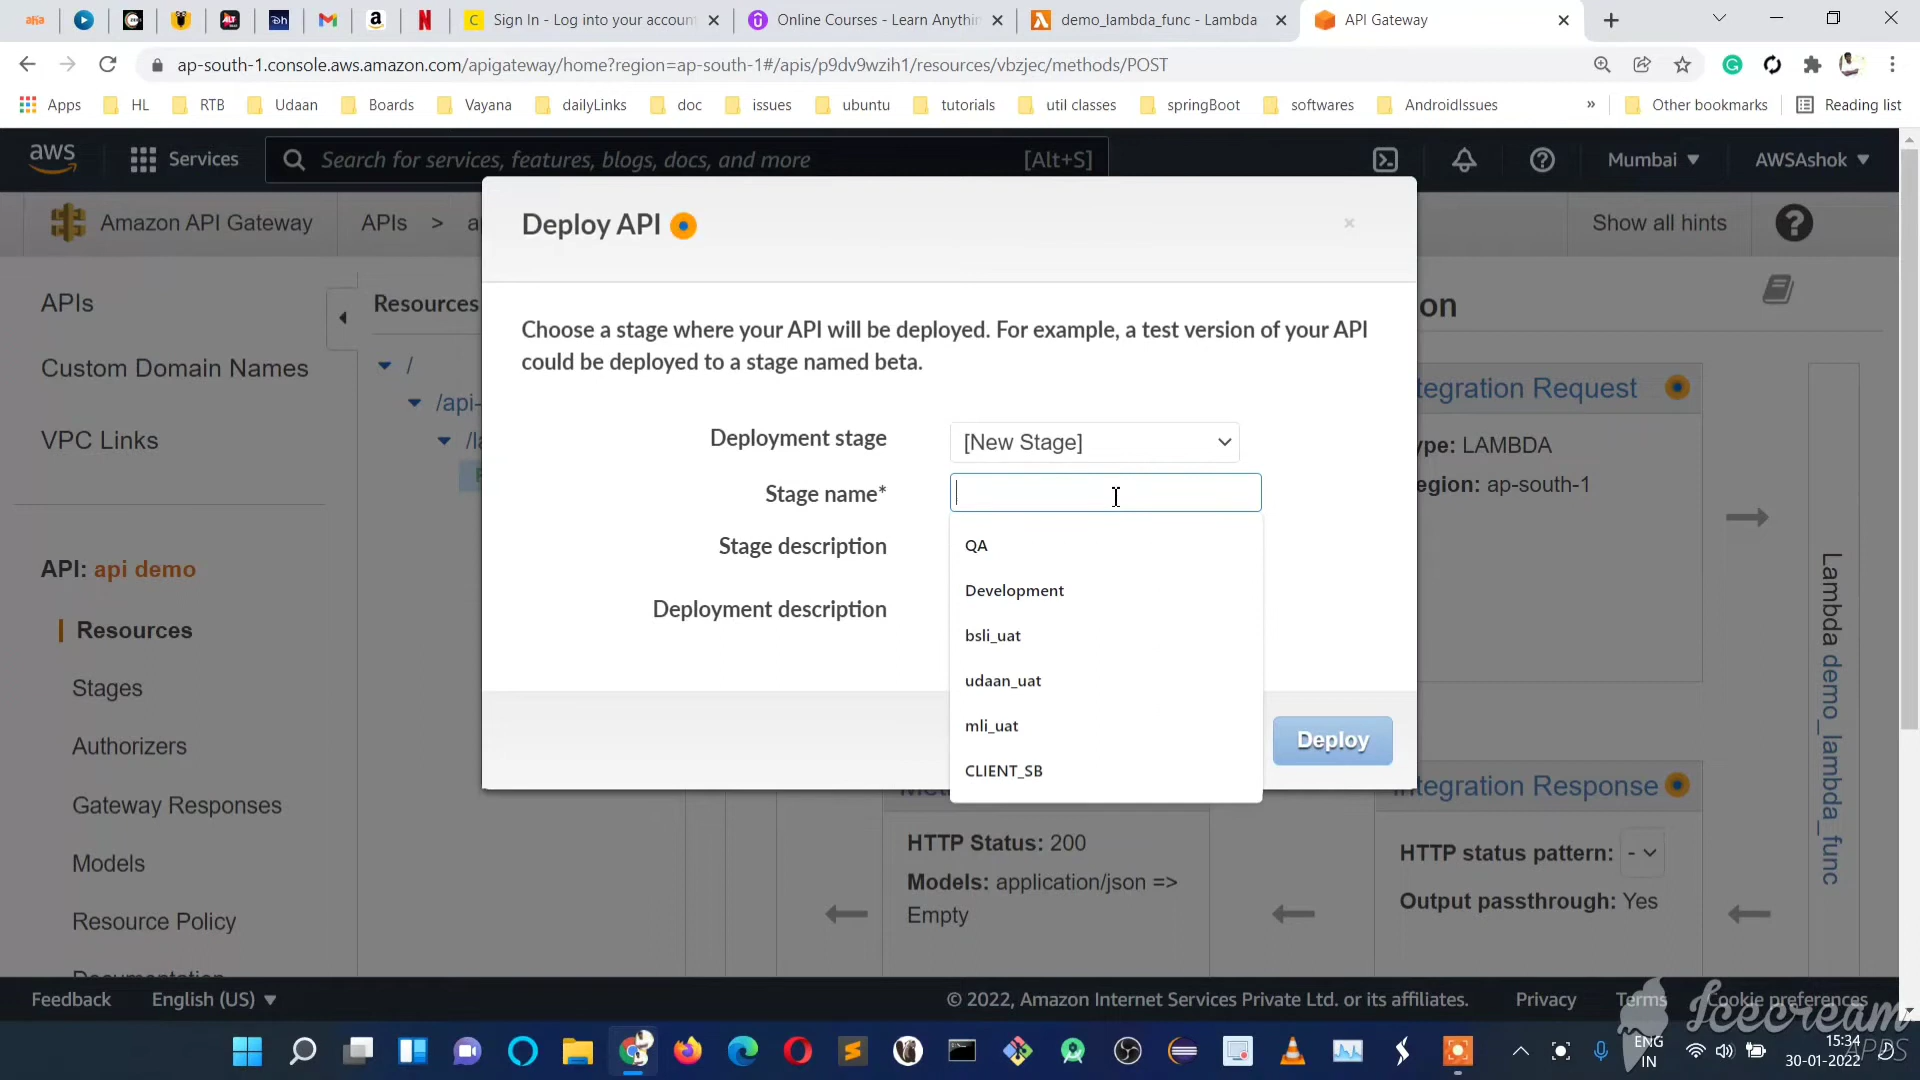 Sign In - Log into your accoun
Online Courses - Learn Anythin
demo_lambda_func - Lambda
API Gateway
ap-south-1.console.aws.amazon.com/apigateway/home?region=ap-south-1#/apis/p9dv9wzih1/resources/vbzjec/methods/POST
Apps
HL
RTB
Udaan
Boards
Vayana
dailyLinks
doc
issues
ubuntu
tutorials
util classes
springBoot
softwares
AndroidIssues
»
Other bookmarks
Reading list
aws
Services
Search for services, features, blogs, docs, and more
[Alt+S]
Mumbai
AWSAshok
Amazon API Gateway
APIs
>
Show all hints
APIs
Custom Domain Names
VPC Links
API: api demo
Resources
Stages
Authorizers
Gateway Responses
Models
Resource Policy
Documentation
Resources
/
/api-
/l
Deploy API
Choose a stage where your API will be deployed. For example, a test version of your API
could be deployed to a stage named beta.
Deployment stage
[New Stage]
Stage name*
Stage description
Deployment description
QA
Development
bsli_uat
udaan_uat
mli_uat
CLIENT_SB
Deploy
on
tegration Request
ype: LAMBDA
egion: ap-south-1
Lambda demo_lambda_func
HTTP Status: 200
Models: application/json =>
Empty
ntegration Response
HTTP status pattern: -
Output passthrough: Yes
Feedback
English (US)
© 2022, Amazon Internet Services Private Ltd. or its affiliates.
Privacy
Terms
Cookie preferences
Icecream
APPS
ENG
IN
15:34
30-01-2022